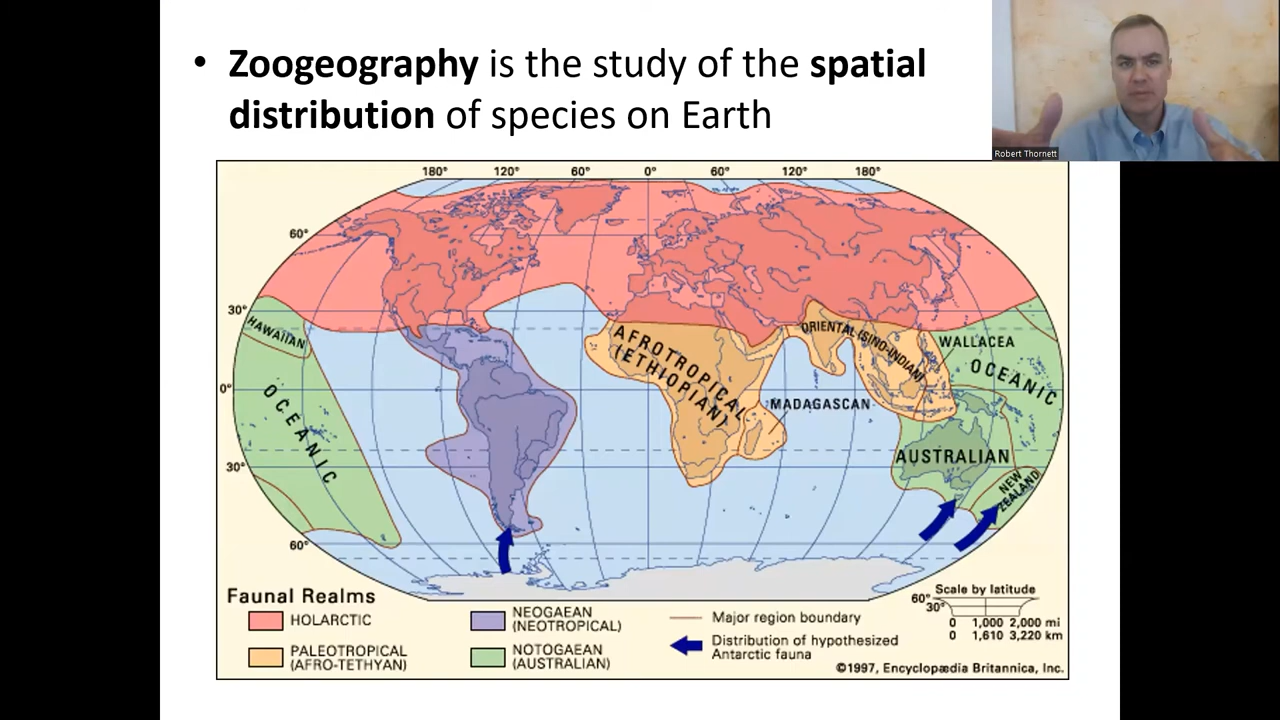 • Zoogeography is the study of the spatial
distribution of species on Earth
Robert Thornett
180° 120° 60° 0° 60° 120° 180°
60°
30°
HAWAIIAN
0°
OCEANIC
30°
60°
AFROTROPICAL
(ETHIOPIAN)
MADAGASCAN
ORIENTAL (SINO-INDIAN)
WALLACEA
OCEANIC
AUSTRALIAN
NEW
ZEALAND
Faunal Realms
HOLARCTIC
PALEOTROPICAL
(AFRO-TETHYAN)
NEOGAEAN
(NEOTROPICAL)
NOTOGAEAN
(AUSTRALIAN)
Major region boundary
Distribution of hypothesized
Antarctic fauna
Scale by latitude
60°
30°
0 1,000 2,000 mi
0 1,610 3,220 km
©1997, Encyclopædia Britannica, Inc.